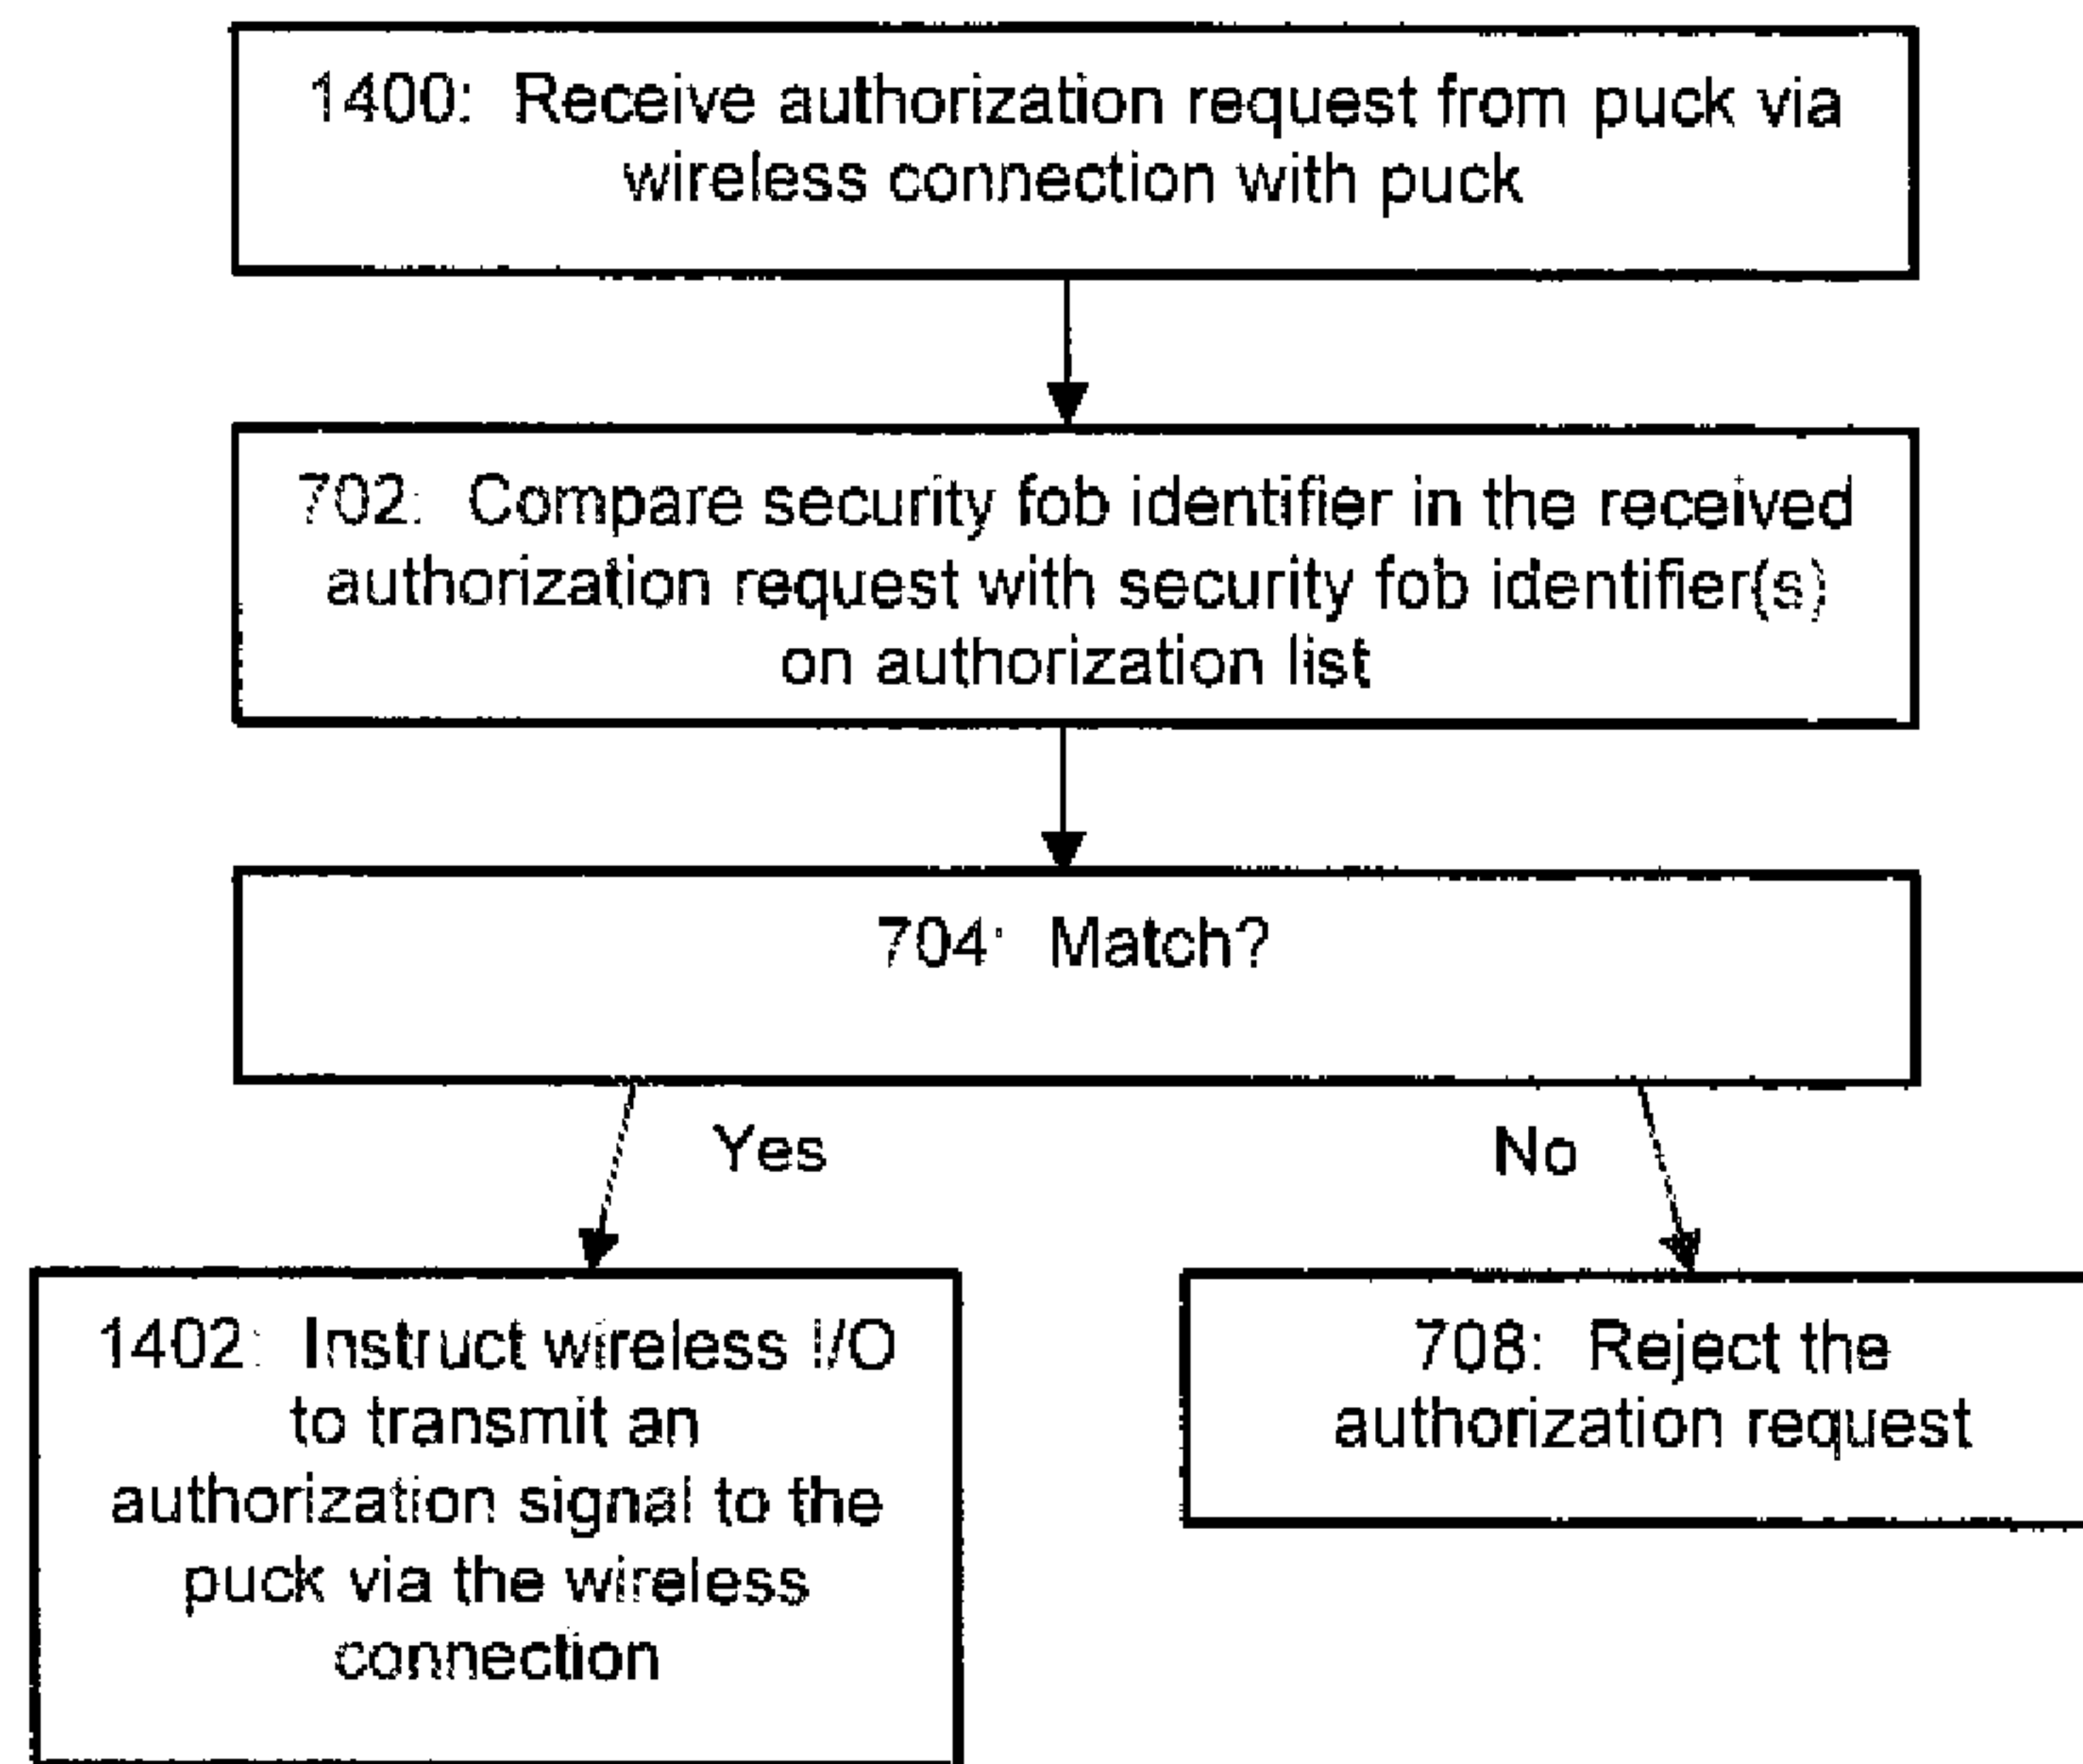 1400: Receive authorization request from puck via
wireless connection with puck
702: Compare security fob identifier in the received
authorization request with security fob identifier(s)
on authorization list
704: Match?
Yes
No
1402: Instruct wireless I/O
to transmit an
authorization signal to the
puck via the wireless
connection
708: Reject the
authorization request